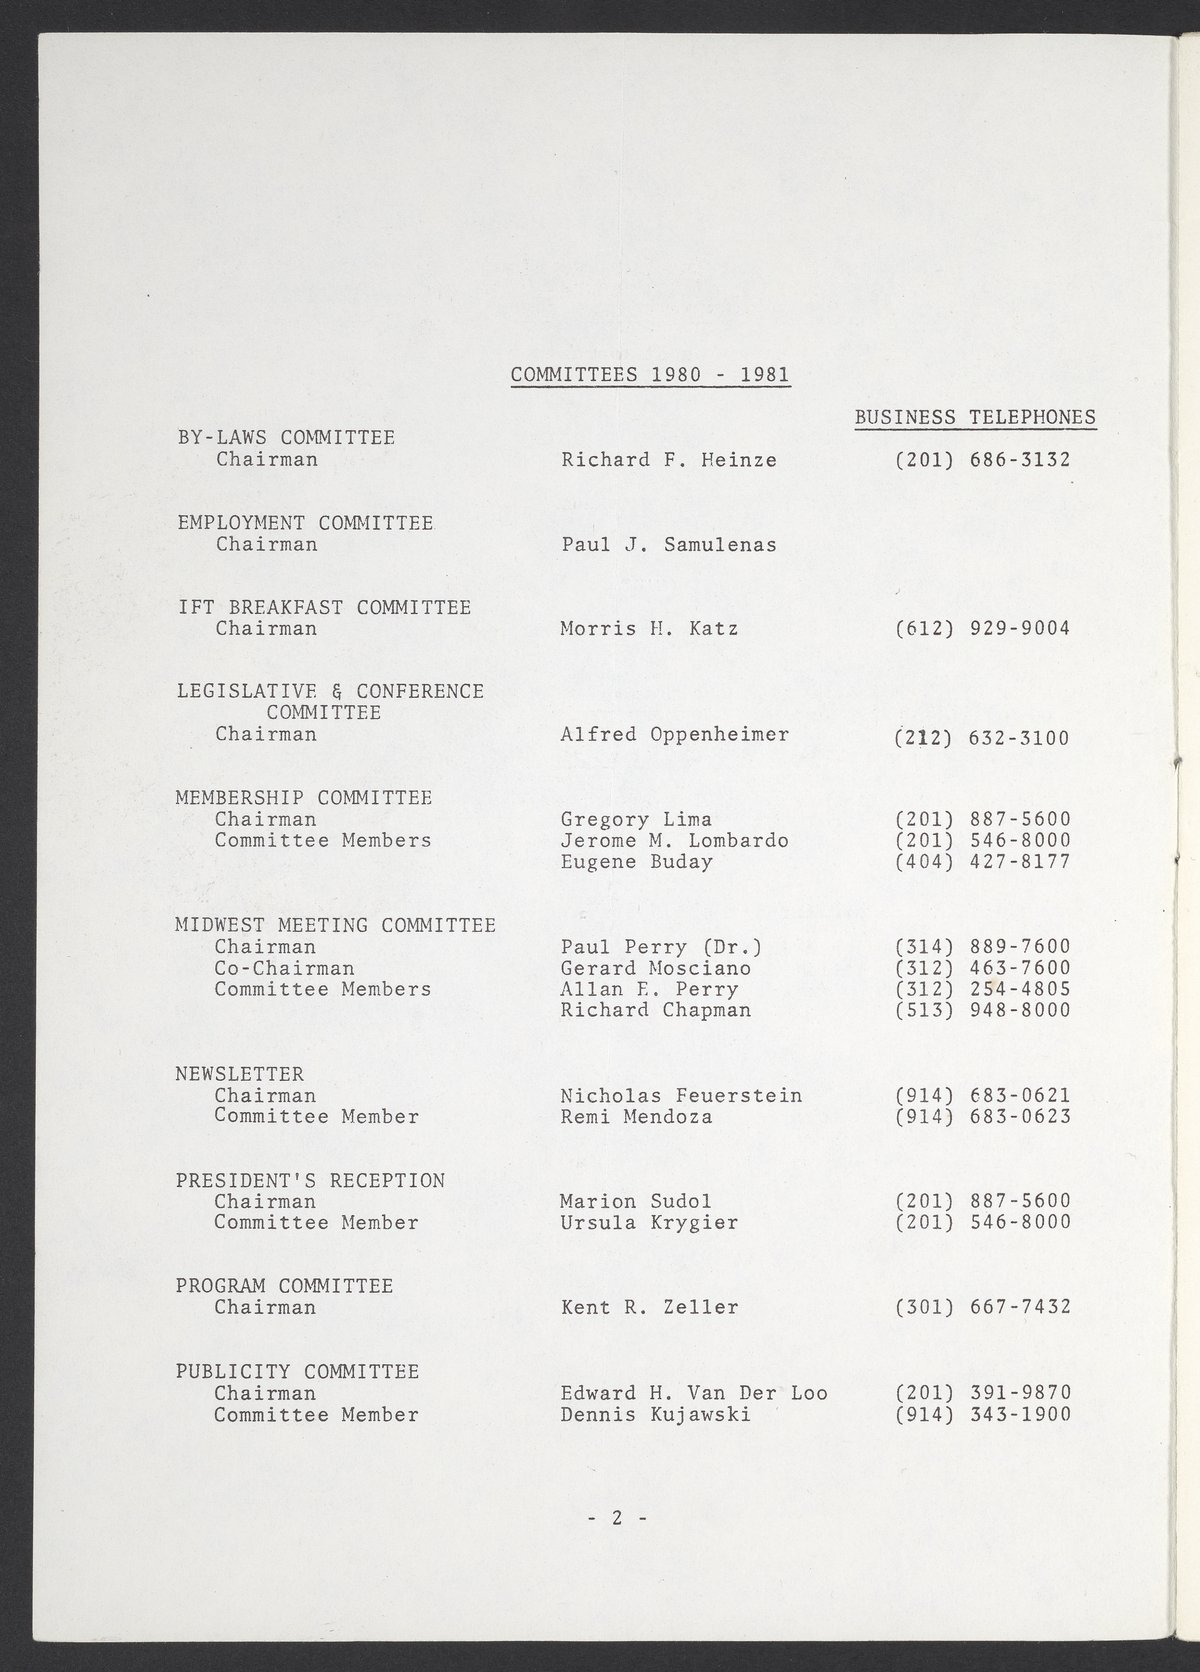 COMMITTEES 1980 - 1981
BUSINESS TELEPHONES
BY-LAWS COMMITTEE
Chairman Richard F. Heinze (201) 686-3132
EMPLOYMENT COMMITTEE
Chairman Paul J. Samulenas
IFT BREAKFAST COMMITTEE
Chairman Morris H. Katz (612) 929-9004
LEGISLATIVE & CONFERENCE
COMMITTEE
Chairman Alfred Oppenheimer (212) 632-3100
MEMBERSHIP COMMITTEE
Chairman Gregory Lima (201) 887-5600
Committee Members Jerome M. Lombardo (201) 546-8000
Eugene Buday (404) 427-8177
MIDWEST MEETING COMMITTEE
Chairman Paul Perry (Dr.) (314) 889-7600
Co-Chairman Gerard Mosciano (312) 463-7600
Committee Members Allan E. Perry (312) 254-4805
Richard Chapman (513) 948-8000
NEWSLETTER
Chairman Nicholas Feuerstein (914) 683-0621
Committee Member Remi Mendoza (914) 683-0623
PRESIDENT'S RECEPTION
Chairman Marion Sudol (201) 887-5600
Committee Member Ursula Krygier (201) 546-8000
PROGRAM COMMITTEE
Chairman Kent R. Zeller (301) 667-7432
PUBLICITY COMMITTEE
Chairman Edward H. Van Der Loo (201) 391-9870
Committee Member Dennis Kujawski (914) 343-1900
- 2 -